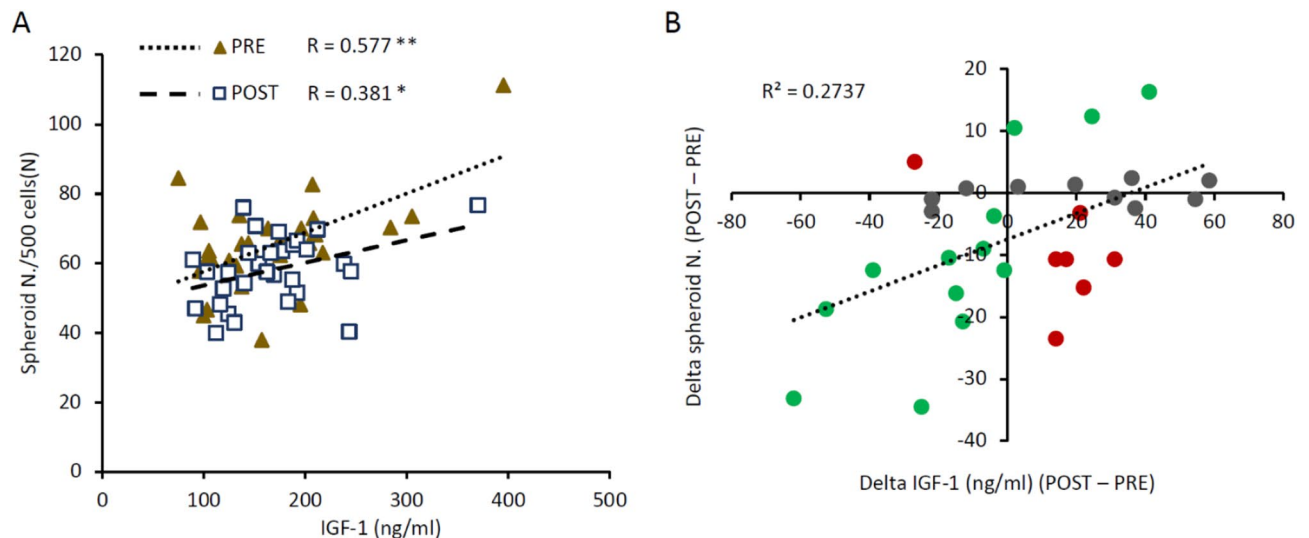 A
PRE R = 0.577 **
POST R = 0.381 *
120
100
80
60
40
20
0
0 100 200 300 400 500
Spheroid N./500 cells(N)
IGF-1 (ng/ml)
B
R² = 0.2737
20
10
0
-10
-20
-30
-40
-80 -60 -40 -20 0 20 40 60 80
Delta spheroid N. (POST – PRE)
Delta IGF-1 (ng/ml) (POST – PRE)